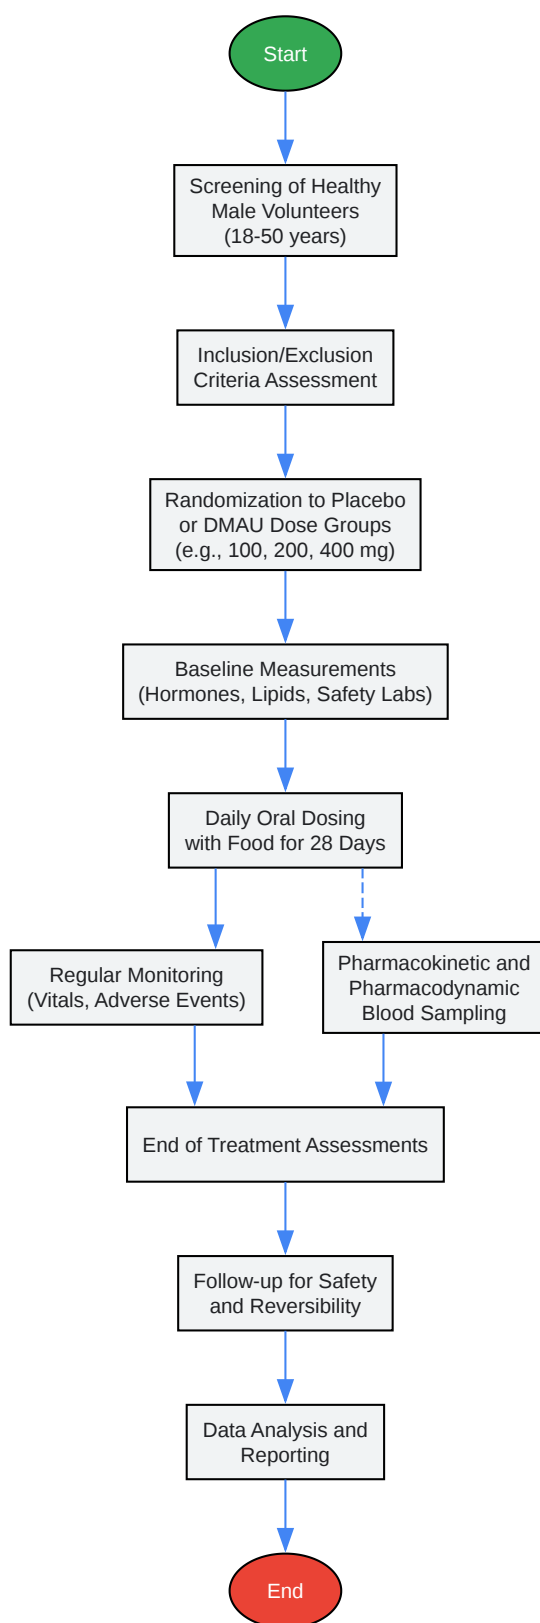 Start
Screening of Healthy
Male Volunteers
(18-50 years)
Inclusion/Exclusion
Criteria Assessment
Randomization to Placebo
or DMAU Dose Groups
(e.g., 100, 200, 400 mg)
Baseline Measurements
(Hormones, Lipids, Safety Labs)
Daily Oral Dosing
with Food for 28 Days
Regular Monitoring
(Vitals, Adverse Events)
Pharmacokinetic and
Pharmacodynamic
Blood Sampling
End of Treatment Assessments
Follow-up for Safety
and Reversibility
Data Analysis and
Reporting
End